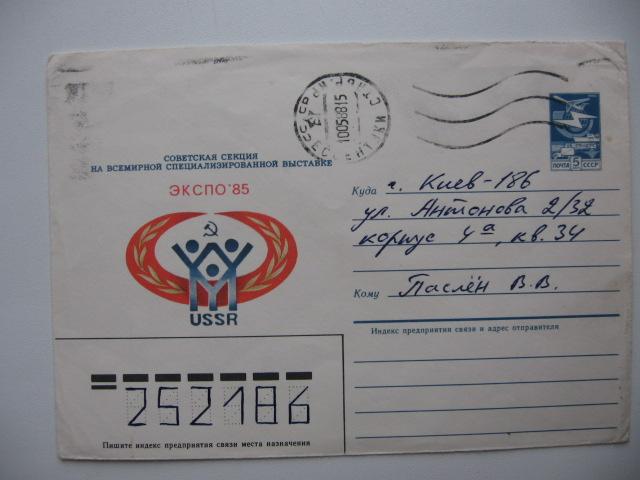 СОВЕТСКАЯ СЕКЦИЯ
НА ВСЕМИРНОЙ СПЕЦИАЛИЗИРОВАННОЙ ВЫСТАВКЕ
ЭКСПО'85
USSR
10058815
ПОЧТА 5 СССР
Куда г. Киев-186
ул. Антонова 2/32
корпус 4а, кв. 34
Кому Паслён В.В.
Индекс предприятия связи и адрес отправителя
252186
Пишите индекс предприятия связи места назначения